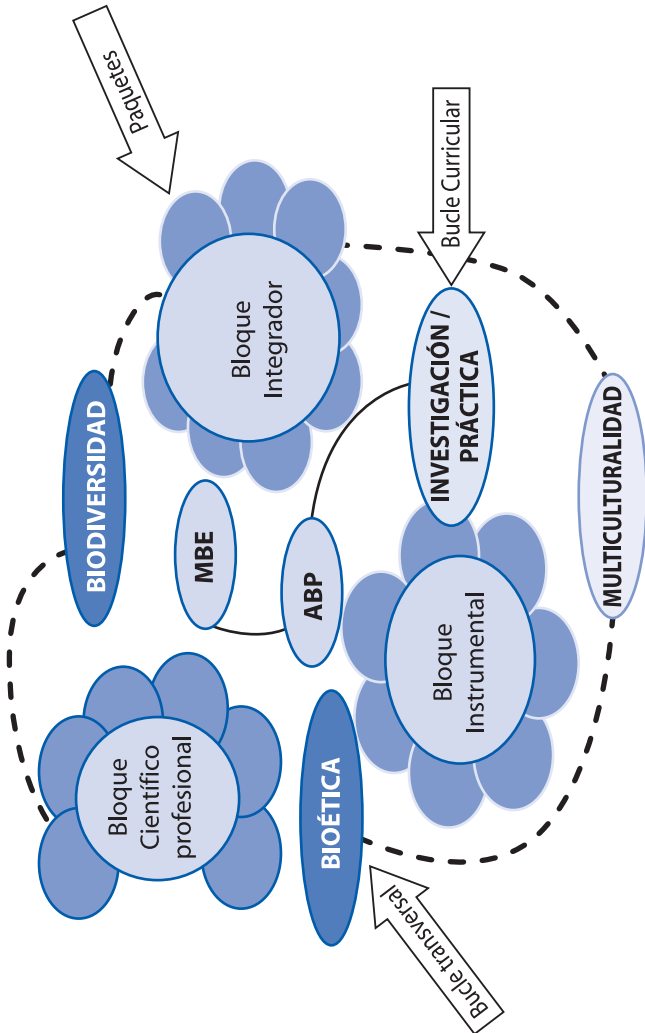 Paquetes
BIODIVERSIDAD
Bloque
Científico
profesional
MBE
Bloque
Integrador
ABP
BIOÉTICA
Bucle Curricular
INVESTIGACIÓN /
PRÁCTICA
Bloque
Instrumental
Bucle transversal
MULTICULTURALIDAD